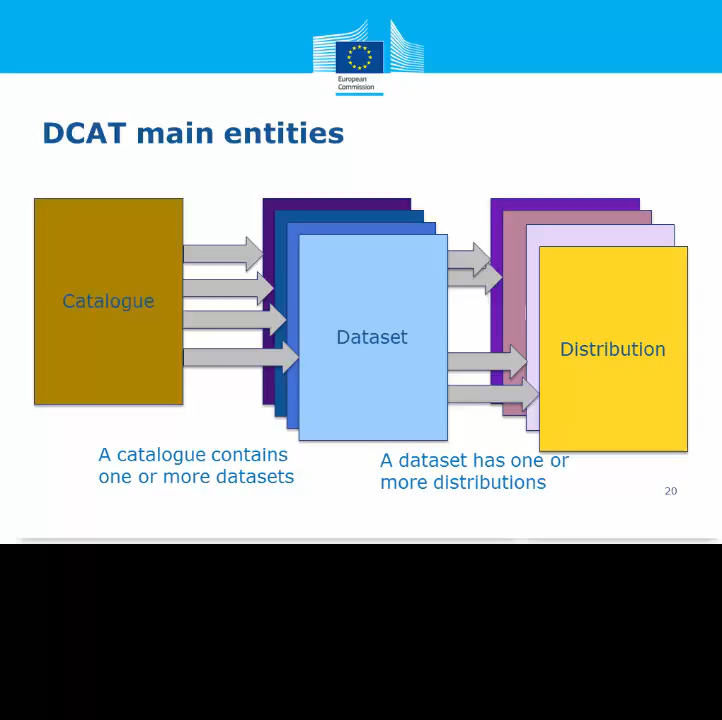 European
Commission
DCAT main entities
Catalogue
Dataset
Distribution
A catalogue contains
one or more datasets
A dataset has one or
more distributions
20